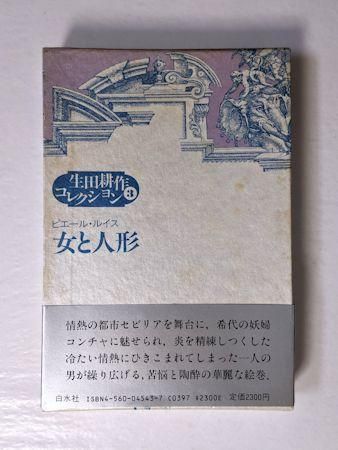 生田耕作
コレクション3
ピエール・ルイス
女と人形
情熱の都市セビリアを舞台に、希代の妖婦
コンチャに魅せられ、炎を精練しつくした
冷たい情熱にひきこまれてしまった一人の
男が繰り広げる、苦悩と陶酔の華麗な絵巻.
白水社 ISBN4-560-04543-7 C0397 ¥2300E 定価2300円